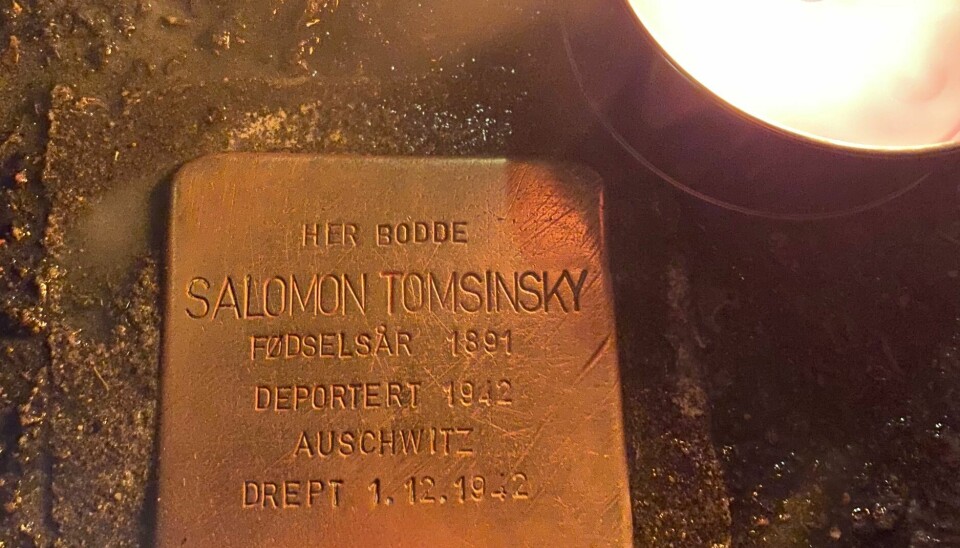 HER BODDE
SALOMON TOMSINSKY
FØDSELSÅR 1891
DEPORTERT 1942
AUSCHWITZ
DREPT 1.12.1942